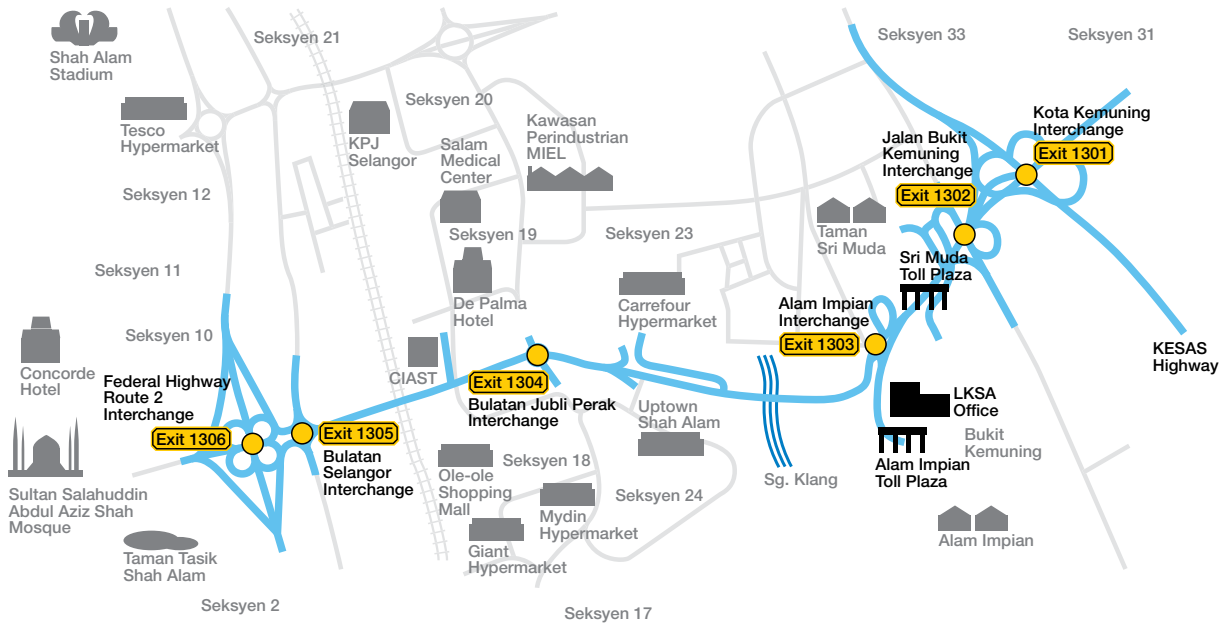 Shah Alam
Stadium
Seksyen 21
Seksyen 33
Seksyen 31
Tesco
Hypermarket
KPJ
Selangor
Seksyen 20
Salam
Medical
Center
Kawasan
Perindustrian
MIEL
Jalan Bukit
Kemuning
Interchange
Exit 1302
Kota Kemuning
Interchange
Exit 1301
Seksyen 12
Seksyen 19
Seksyen 23
Taman
Sri Muda
Sri Muda
Toll Plaza
Seksyen 11
De Palma
Hotel
Carrefour
Hypermarket
Alam Impian
Interchange
Exit 1303
KESAS
Highway
Seksyen 10
Concorde
Hotel
Federal Highway
Route 2
Interchange
Exit 1306
Exit 1305
Bulatan
Selangor
Interchange
CIAST
Exit 1304
Bulatan Jubli Perak
Interchange
Uptown
Shah Alam
LKSA
Office
Bukit
Kemuning
Alam Impian
Toll Plaza
Sg. Klang
Sultan Salahuddin
Abdul Aziz Shah
Mosque
Ole-ole
Shopping
Mall
Seksyen 18
Seksyen 24
Mydin
Hypermarket
Giant
Hypermarket
Alam Impian
Taman Tasik
Shah Alam
Seksyen 2
Seksyen 17